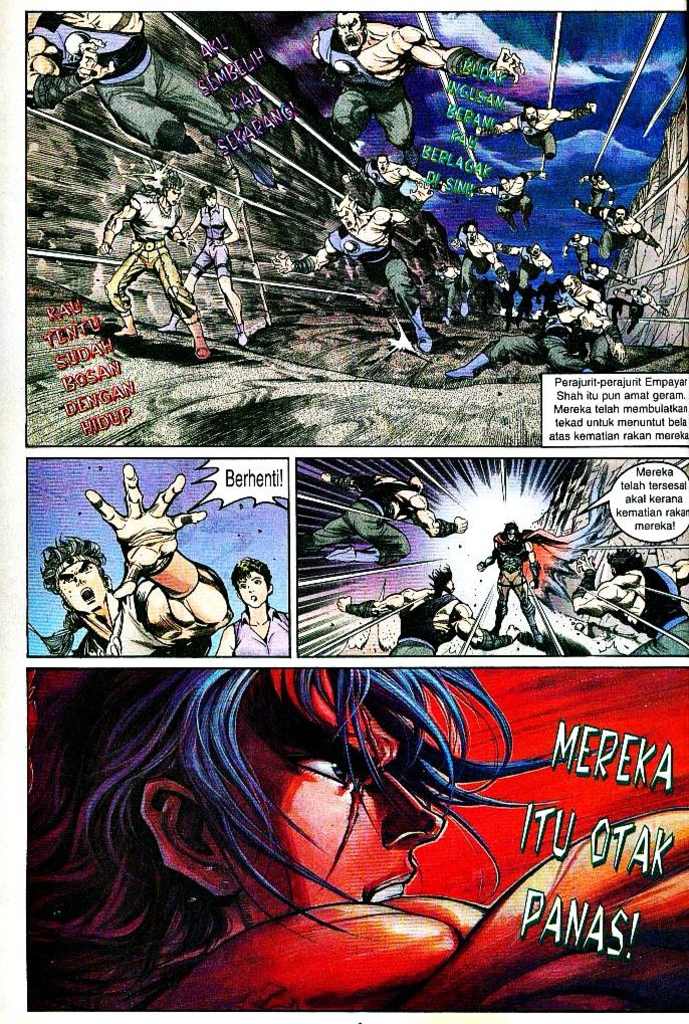 AKU
SEMBELIH
KAU
SEKARANG!
BUDAK
INGUSAN
BERANI
KAU
BERLAGAK
DI SINI!
KAU
TENTU
SUDAH
BOSAN
DENGAN
HIDUP
Perajurit-perajurit Empayar
Shah itu pun amat geram.
Mereka telah membulatkan
tekad untuk menuntut bela
atas kematian rakan mereka
Berhenti!
Mereka
telah tersesat
akal kerana
kematian rakan
mereka!
MEREKA
ITU OTAK
PANAS!